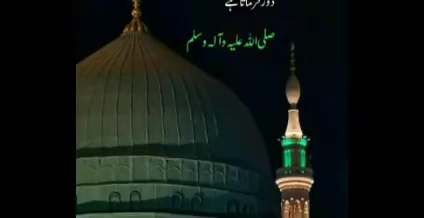 دور فرماتا ہے
صلی اللہ علیہ وآلہ وسلم